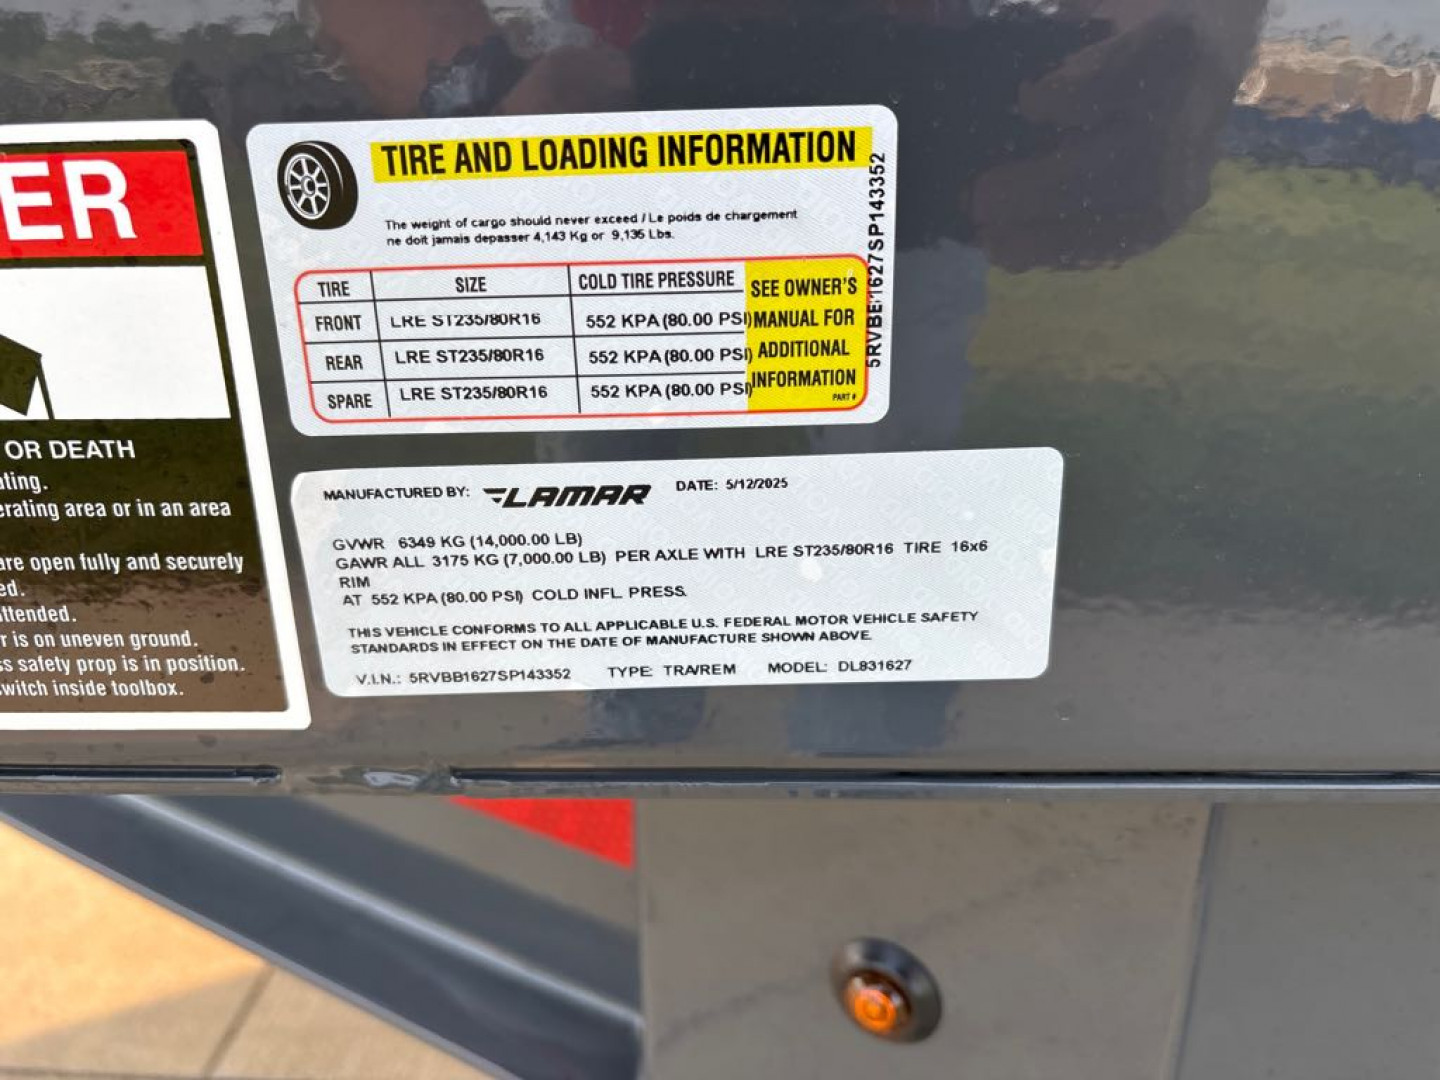 ER
OR DEATH
ating.
erating area or in an area
are open fully and securely
ed.
attended.
r is on uneven ground.
ss safety prop is in position.
switch inside toolbox.
TIRE AND LOADING INFORMATION
The weight of cargo should never exceed / Le poids de chargement
ne doit jamais depasser 4,143 Kg or 9,135 Lbs.
TIRE SIZE COLD TIRE PRESSURE
FRONT LRE ST235/80R16 552 KPA (80.00 PSI)
REAR LRE ST235/80R16 552 KPA (80.00 PSI)
SPARE LRE ST235/80R16 552 KPA (80.00 PSI)
SEE OWNER'S
MANUAL FOR
ADDITIONAL
INFORMATION
PART #
5RVBB1627SP143352
MANUFACTURED BY: LAMAR DATE: 5/12/2025
GVWR 6349 KG (14,000.00 LB)
GAWR ALL 3175 KG (7,000.00 LB) PER AXLE WITH LRE ST235/80R16 TIRE 16x6
RIM
AT 552 KPA (80.00 PSI) COLD INFL. PRESS.
THIS VEHICLE CONFORMS TO ALL APPLICABLE U.S. FEDERAL MOTOR VEHICLE SAFETY
STANDARDS IN EFFECT ON THE DATE OF MANUFACTURE SHOWN ABOVE.
V.I.N.: 5RVBB1627SP143352 TYPE: TRA/REM MODEL: DL831627